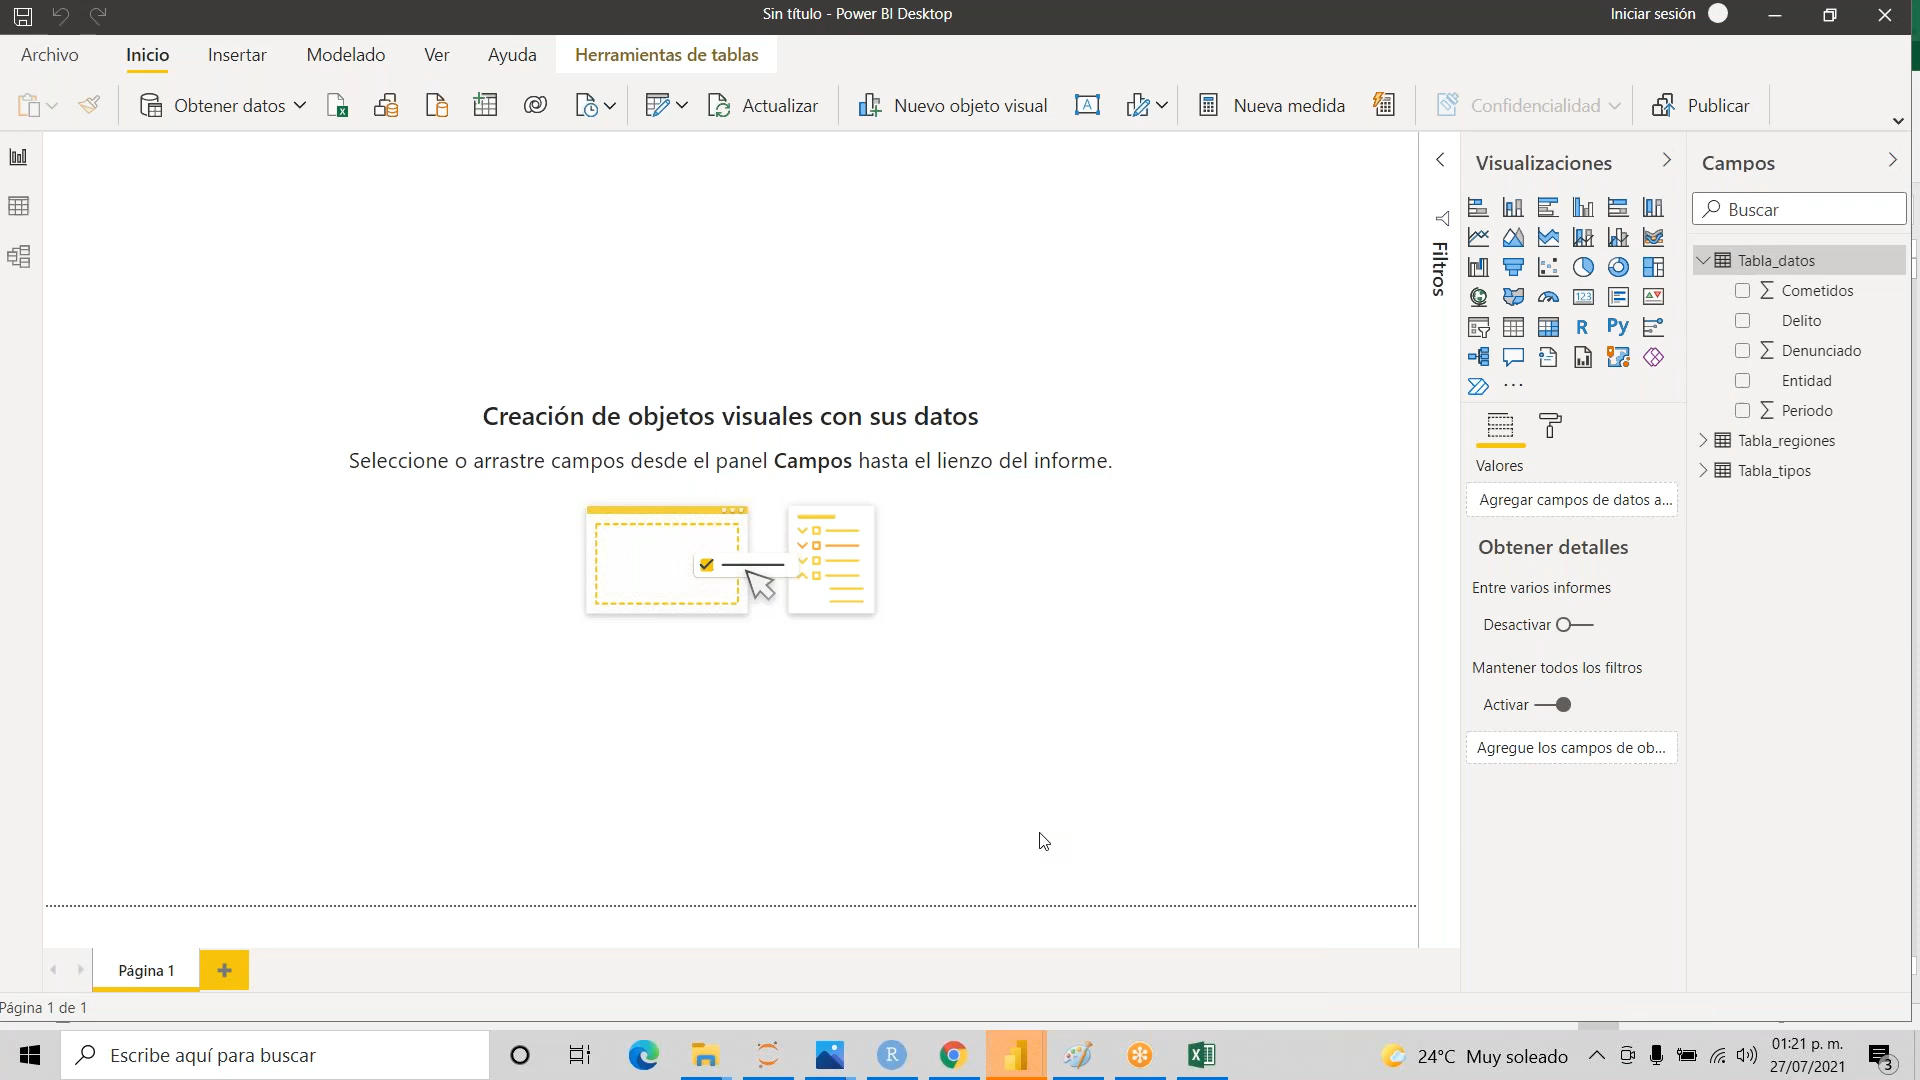 Sin título - Power BI Desktop
Iniciar sesión
Archivo Inicio Insertar Modelado Ver Ayuda Herramientas de tablas
Obtener datos Actualizar Nuevo objeto visual A Nueva medida Confidencialidad Publicar
Visualizaciones
Campos
Buscar
Filtros
123
R Py
Tabla_datos
Cometidos
Delito
Denunciado
Entidad
Periodo
Tabla_regiones
Tabla_tipos
Valores
Agregar campos de datos a...
Obtener detalles
Entre varios informes
Desactivar
Mantener todos los filtros
Activar
Agregue los campos de ob...
Creación de objetos visuales con sus datos
Seleccione o arrastre campos desde el panel Campos hasta el lienzo del informe.
Página 1
Página 1 de 1
Escribe aquí para buscar
R
24°C Muy soleado
01:21 p. m.
27/07/2021
3